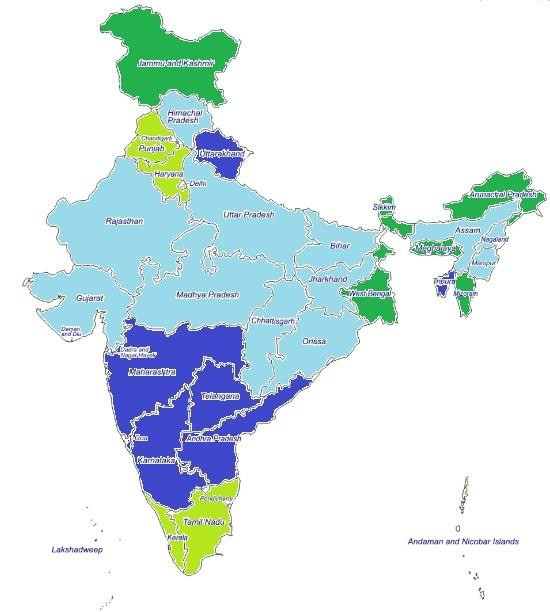 Jammu and Kashmir
Himachal
Pradesh
Chandigarh
Punjab
Uttarakhand
Haryana
Delhi
Arunachal Pradesh
Sikkim
Rajasthan
Uttar Pradesh
Assam
Nagaland
Bihar
Meghalaya
Manipur
Jharkhand
Tripura
Mizoram
West Bengal
Gujarat
Madhya Pradesh
Chhattisgarh
Daman
and Diu
Orissa
Dadra and
Nagar Haveli
Maharashtra
Telangana
Goa
Andhra Pradesh
Karnataka
Pondicherry
Tamil Nadu
Kerala
Andaman and Nicobar Islands
Lakshadweep